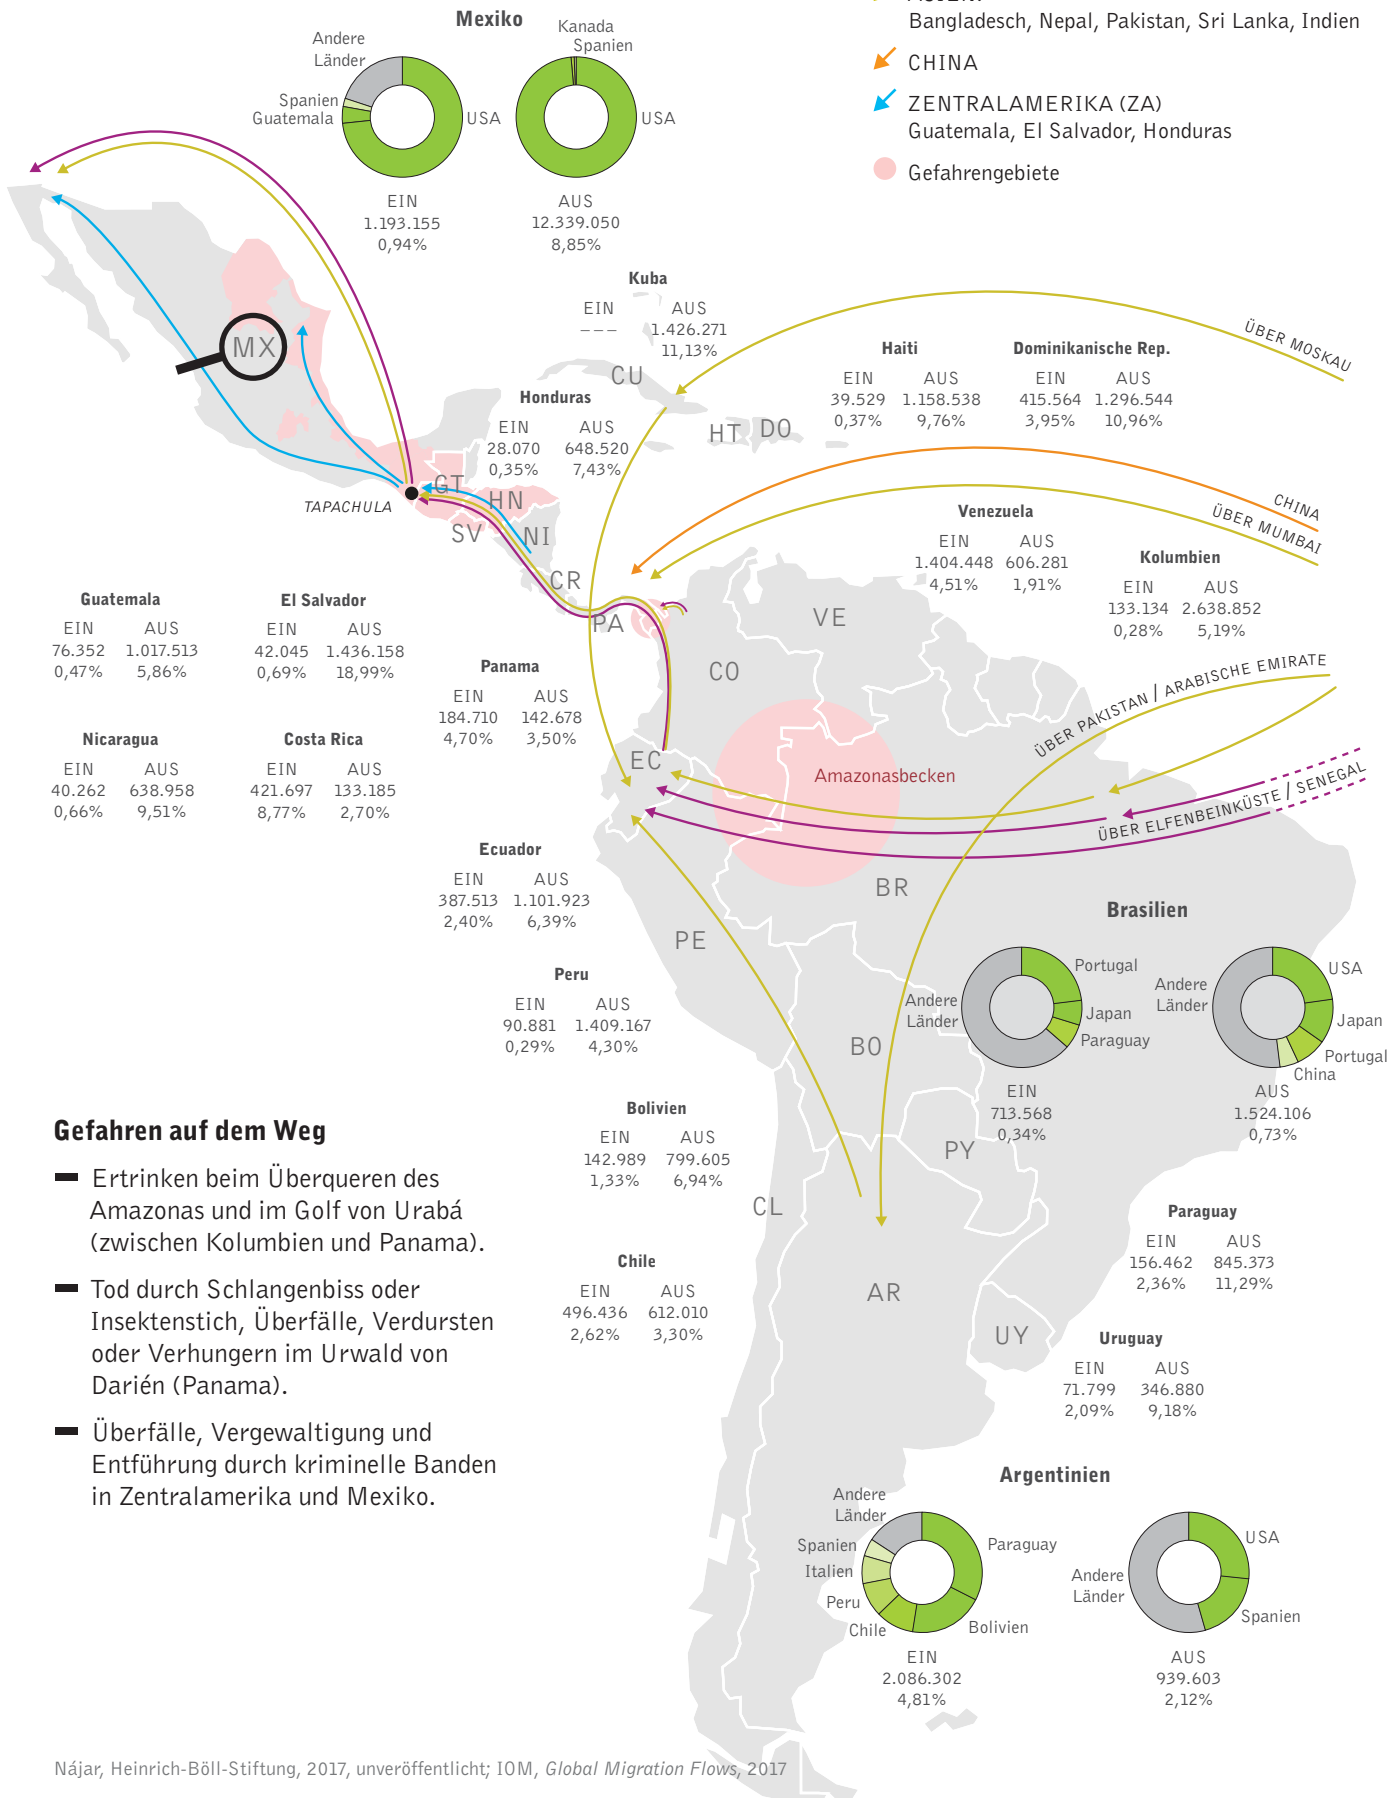 Bangladesch, Nepal, Pakistan, Sri Lanka, Indien
CHINA
ZENTRALAMERIKA (ZA)
Guatemala, El Salvador, Honduras
Gefahrengebiete
Mexiko
Andere
Länder
Spanien
Guatemala
USA
Kanada
Spanien
USA
EIN
1.193.155
0,94%
AUS
12.339.050
8,85%
Kuba
EIN AUS
––– 1.426.271
11,13%
ÜBER MOSKAU
Haiti
EIN AUS
39.529 1.158.538
0,37% 9,76%
Dominikanische Rep.
EIN AUS
415.564 1.296.544
3,95% 10,96%
MX
CU
HT
DO
Honduras
EIN AUS
28.070 648.520
0,35% 7,43%
TAPACHULA
GT
HN
SV
NI
CR
PA
CHINA
ÜBER MUMBAI
Venezuela
EIN AUS
1.404.448 606.281
4,51% 1,91%
Kolumbien
EIN AUS
133.134 2.638.852
0,28% 5,19%
Guatemala
EIN AUS
76.352 1.017.513
0,47% 5,86%
El Salvador
EIN AUS
42.045 1.436.158
0,69% 18,99%
VE
CO
Panama
EIN AUS
184.710 142.678
4,70% 3,50%
ÜBER PAKISTAN / ARABISCHE EMIRATE
Nicaragua
EIN AUS
40.262 638.958
0,66% 9,51%
Costa Rica
EIN AUS
421.697 133.185
8,77% 2,70%
EC
Amazonasbecken
ÜBER ELFENBEINKÜSTE / SENEGAL
Ecuador
EIN AUS
387.513 1.101.923
2,40% 6,39%
BR
PE
Brasilien
Andere
Länder
Portugal
Japan
Paraguay
EIN
713.568
0,34%
Andere
Länder
USA
Japan
Portugal
China
AUS
1.524.106
0,73%
Peru
EIN AUS
90.881 1.409.167
0,29% 4,30%
BO
Bolivien
EIN AUS
142.989 799.605
1,33% 6,94%
PY
CL
Gefahren auf dem Weg
Ertrinken beim Überqueren des
Amazonas und im Golf von Urabá
(zwischen Kolumbien und Panama).
Tod durch Schlangenbiss oder
Insektenstich, Überfälle, Verdursten
oder Verhungern im Urwald von
Darién (Panama).
Überfälle, Vergewaltigung und
Entführung durch kriminelle Banden
in Zentralamerika und Mexiko.
Paraguay
EIN AUS
156.462 845.373
2,36% 11,29%
Chile
EIN AUS
496.436 612.010
2,62% 3,30%
AR
UY
Uruguay
EIN AUS
71.799 346.880
2,09% 9,18%
Argentinien
Andere
Länder
Spanien
Italien
Peru
Chile
Paraguay
Bolivien
EIN
2.086.302
4,81%
Andere
Länder
USA
Spanien
AUS
939.603
2,12%
Nájar, Heinrich-Böll-Stiftung, 2017, unveröffentlicht; IOM, Global Migration Flows, 2017